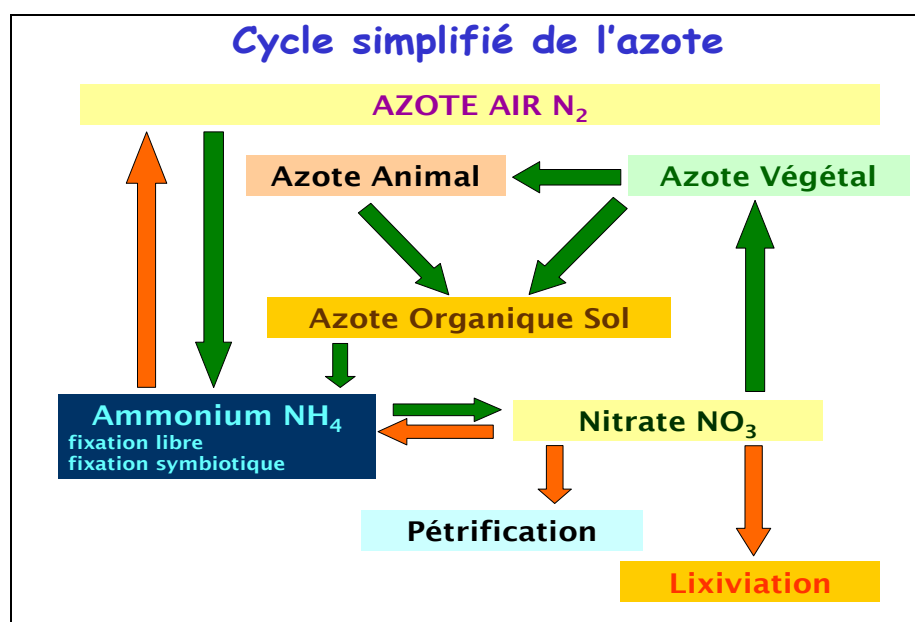 Cycle simplifié de l'azote
AZOTE AIR N₂
Azote Animal
Azote Végétal
Azote Organique Sol
Ammonium NH₄
fixation libre
fixation symbiotique
Nitrate NO₃
Pétrification
Lixiviation